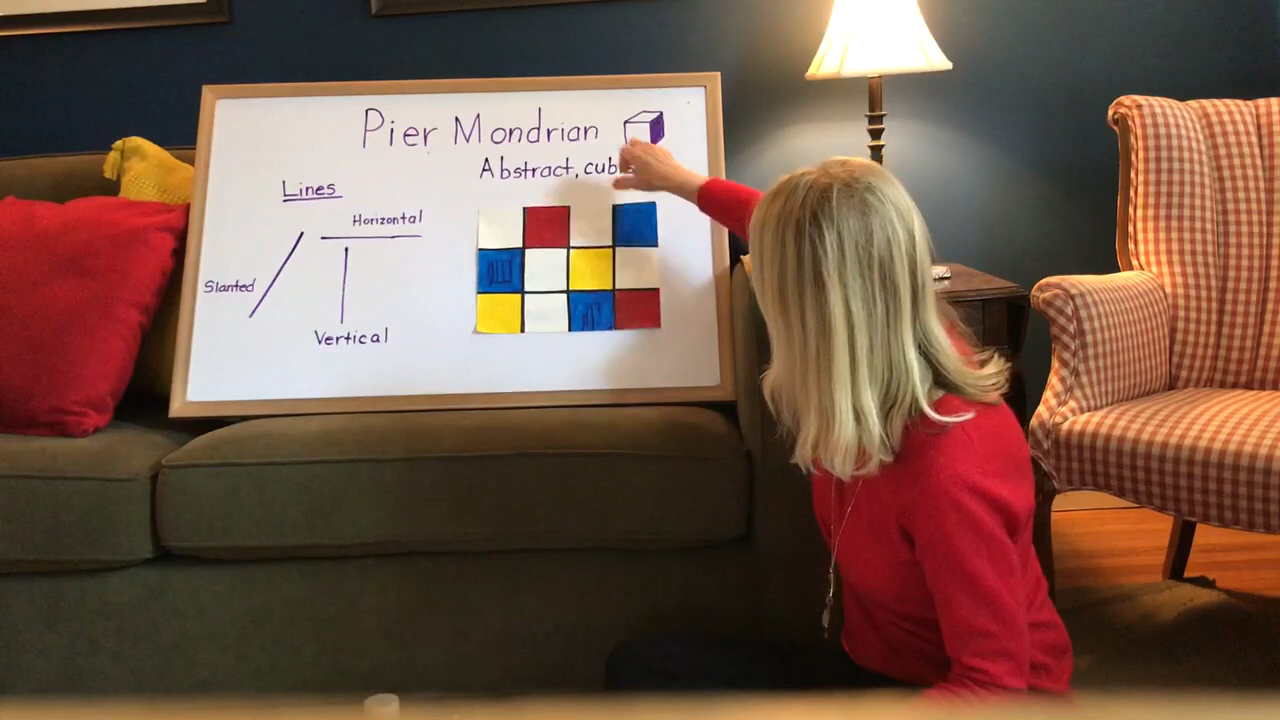 Pier Mondrian
Abstract, cub
Lines
Horizontal
Slanted
Vertical